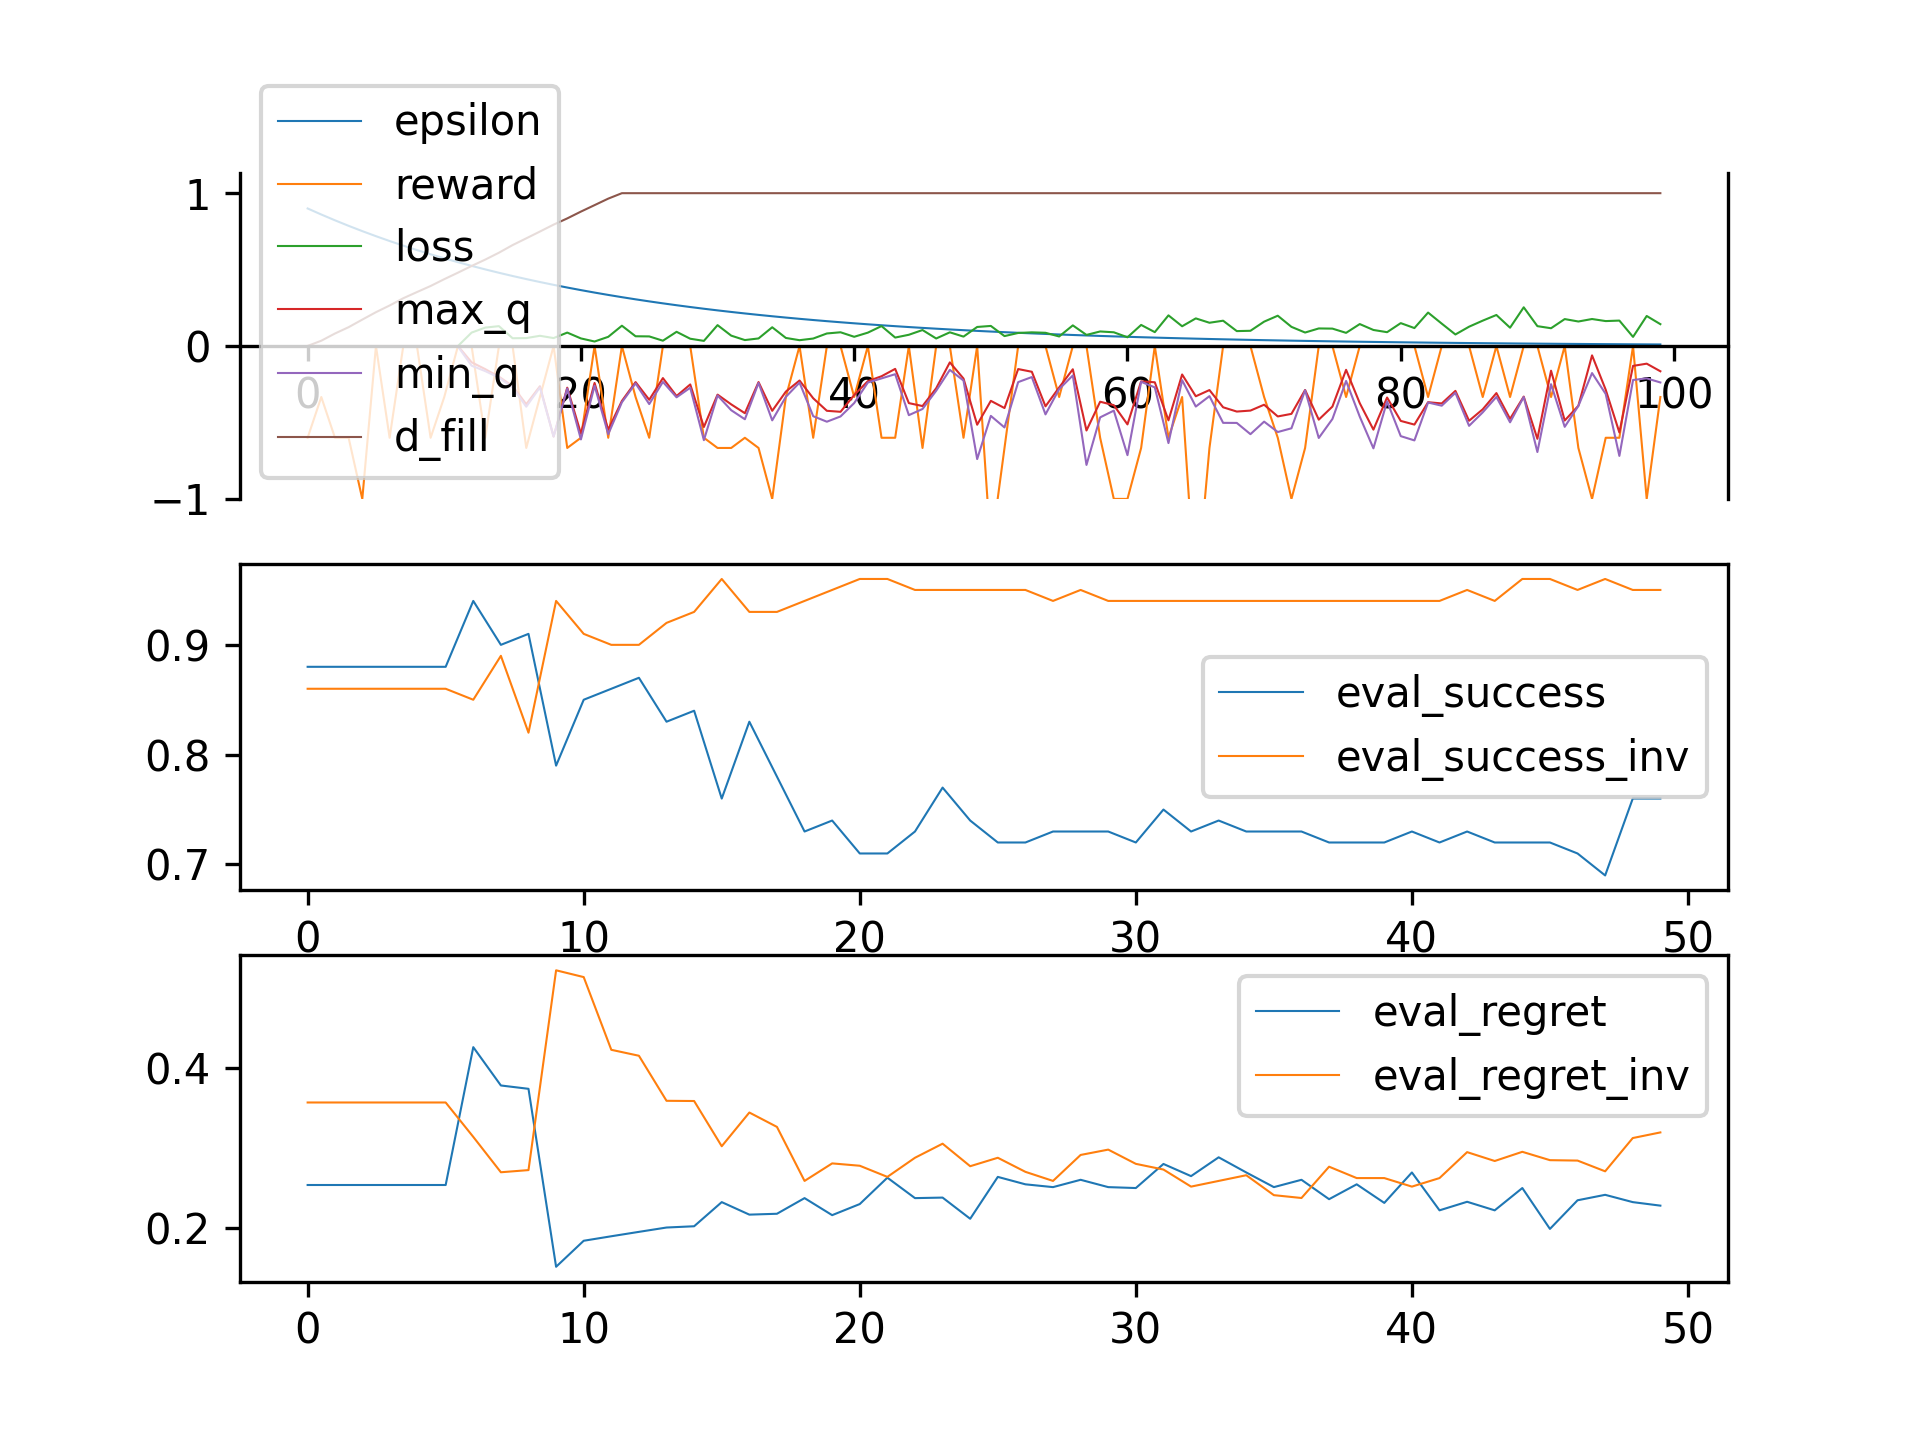 epsilon
reward
loss
max_q
min_q
d_fill
1
0
−1
0 20 40 60 80 100
0.9
0.8
0.7
eval_success
eval_success_inv
0 10 20 30 40 50
0.4
0.2
eval_regret
eval_regret_inv
0 10 20 30 40 50